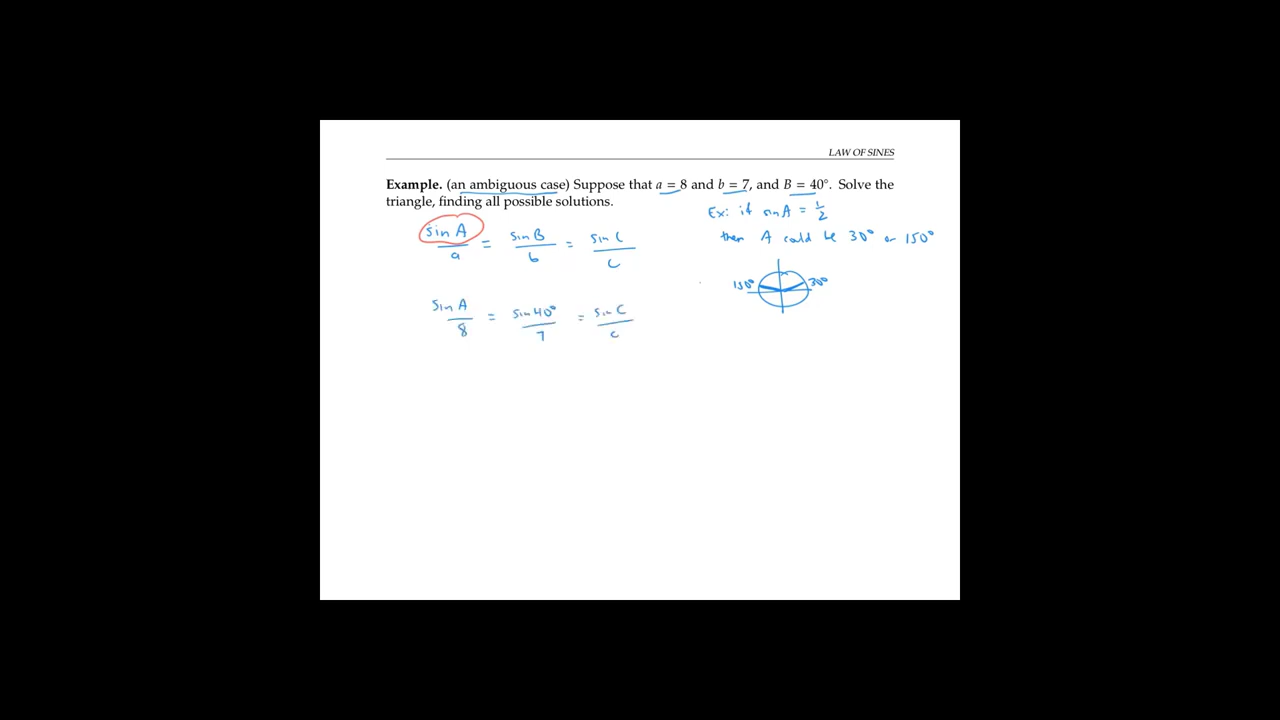 LAW OF SINES
Example. (an ambiguous case) Suppose that a = 8 and b = 7, and B = 40°. Solve the
triangle, finding all possible solutions.
Ex: if sin A = 1/2
then A could be 30° or 150°
sin A / a = sin B / b = sin C / c
150° 30°
sin A / 8 = sin 40° / 7 = sin C / c